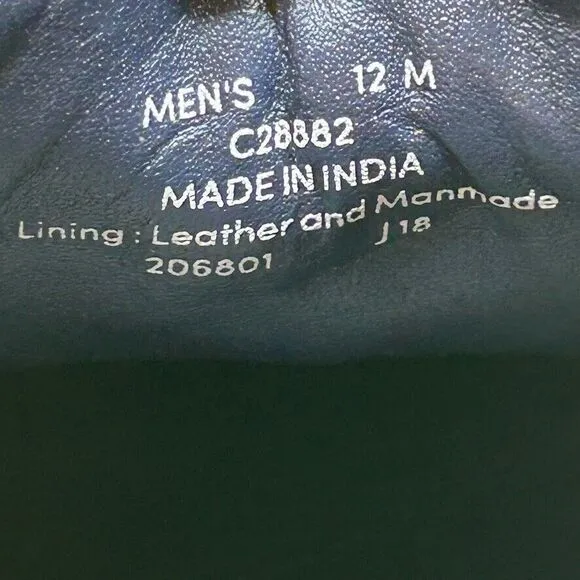 MEN'S 12 M
C28882
MADE IN INDIA
Lining : Leather and Manmade
206801 J18